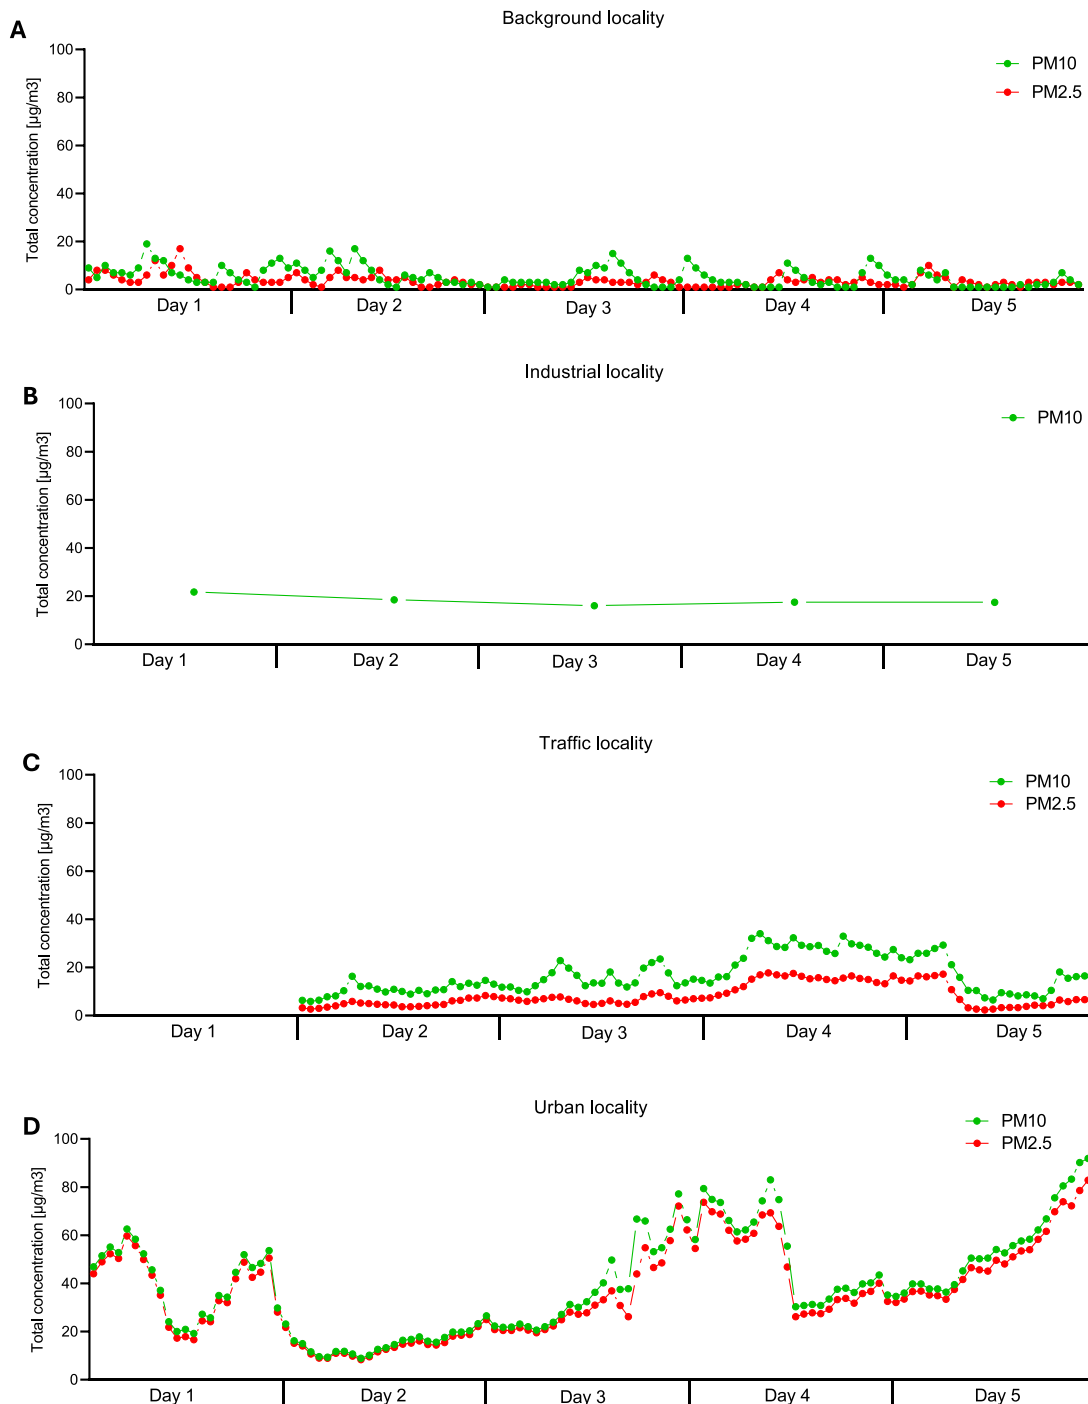 A
Background locality
Total concentration [µg/m3]
100
80
60
40
20
0
PM10
PM2.5
Day 1
Day 2
Day 3
Day 4
Day 5
B
Industrial locality
Total concentration [µg/m3]
100
80
60
40
20
0
PM10
Day 1
Day 2
Day 3
Day 4
Day 5
C
Traffic locality
Total concentration [µg/m3]
100
80
60
40
20
0
PM10
PM2.5
Day 1
Day 2
Day 3
Day 4
Day 5
D
Urban locality
Total concentration [µg/m3]
100
80
60
40
20
0
PM10
PM2.5
Day 1
Day 2
Day 3
Day 4
Day 5